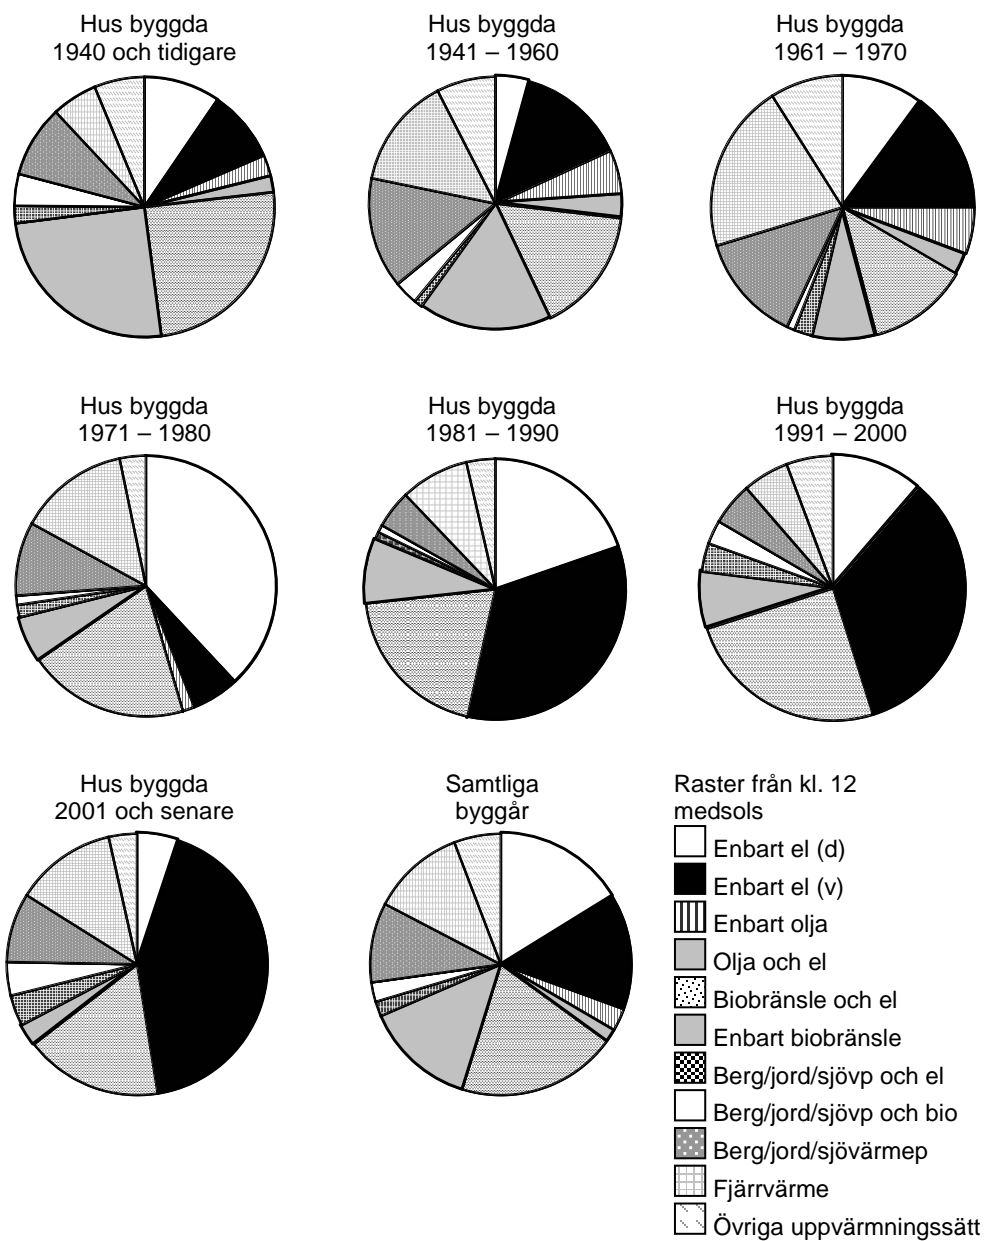 Hus byggda
1940 och tidigare
Hus byggda
1941 – 1960
Hus byggda
1961 – 1970
Hus byggda
1971 – 1980
Hus byggda
1981 – 1990
Hus byggda
1991 – 2000
Hus byggda
2001 och senare
Samtliga
byggår
Raster från kl. 12
medsols
Enbart el (d)
Enbart el (v)
Enbart olja
Olja och el
Biobränsle och el
Enbart biobränsle
Berg/jord/sjövp och el
Berg/jord/sjövp och bio
Berg/jord/sjövärmep
Fjärrvärme
Övriga uppvärmningssätt